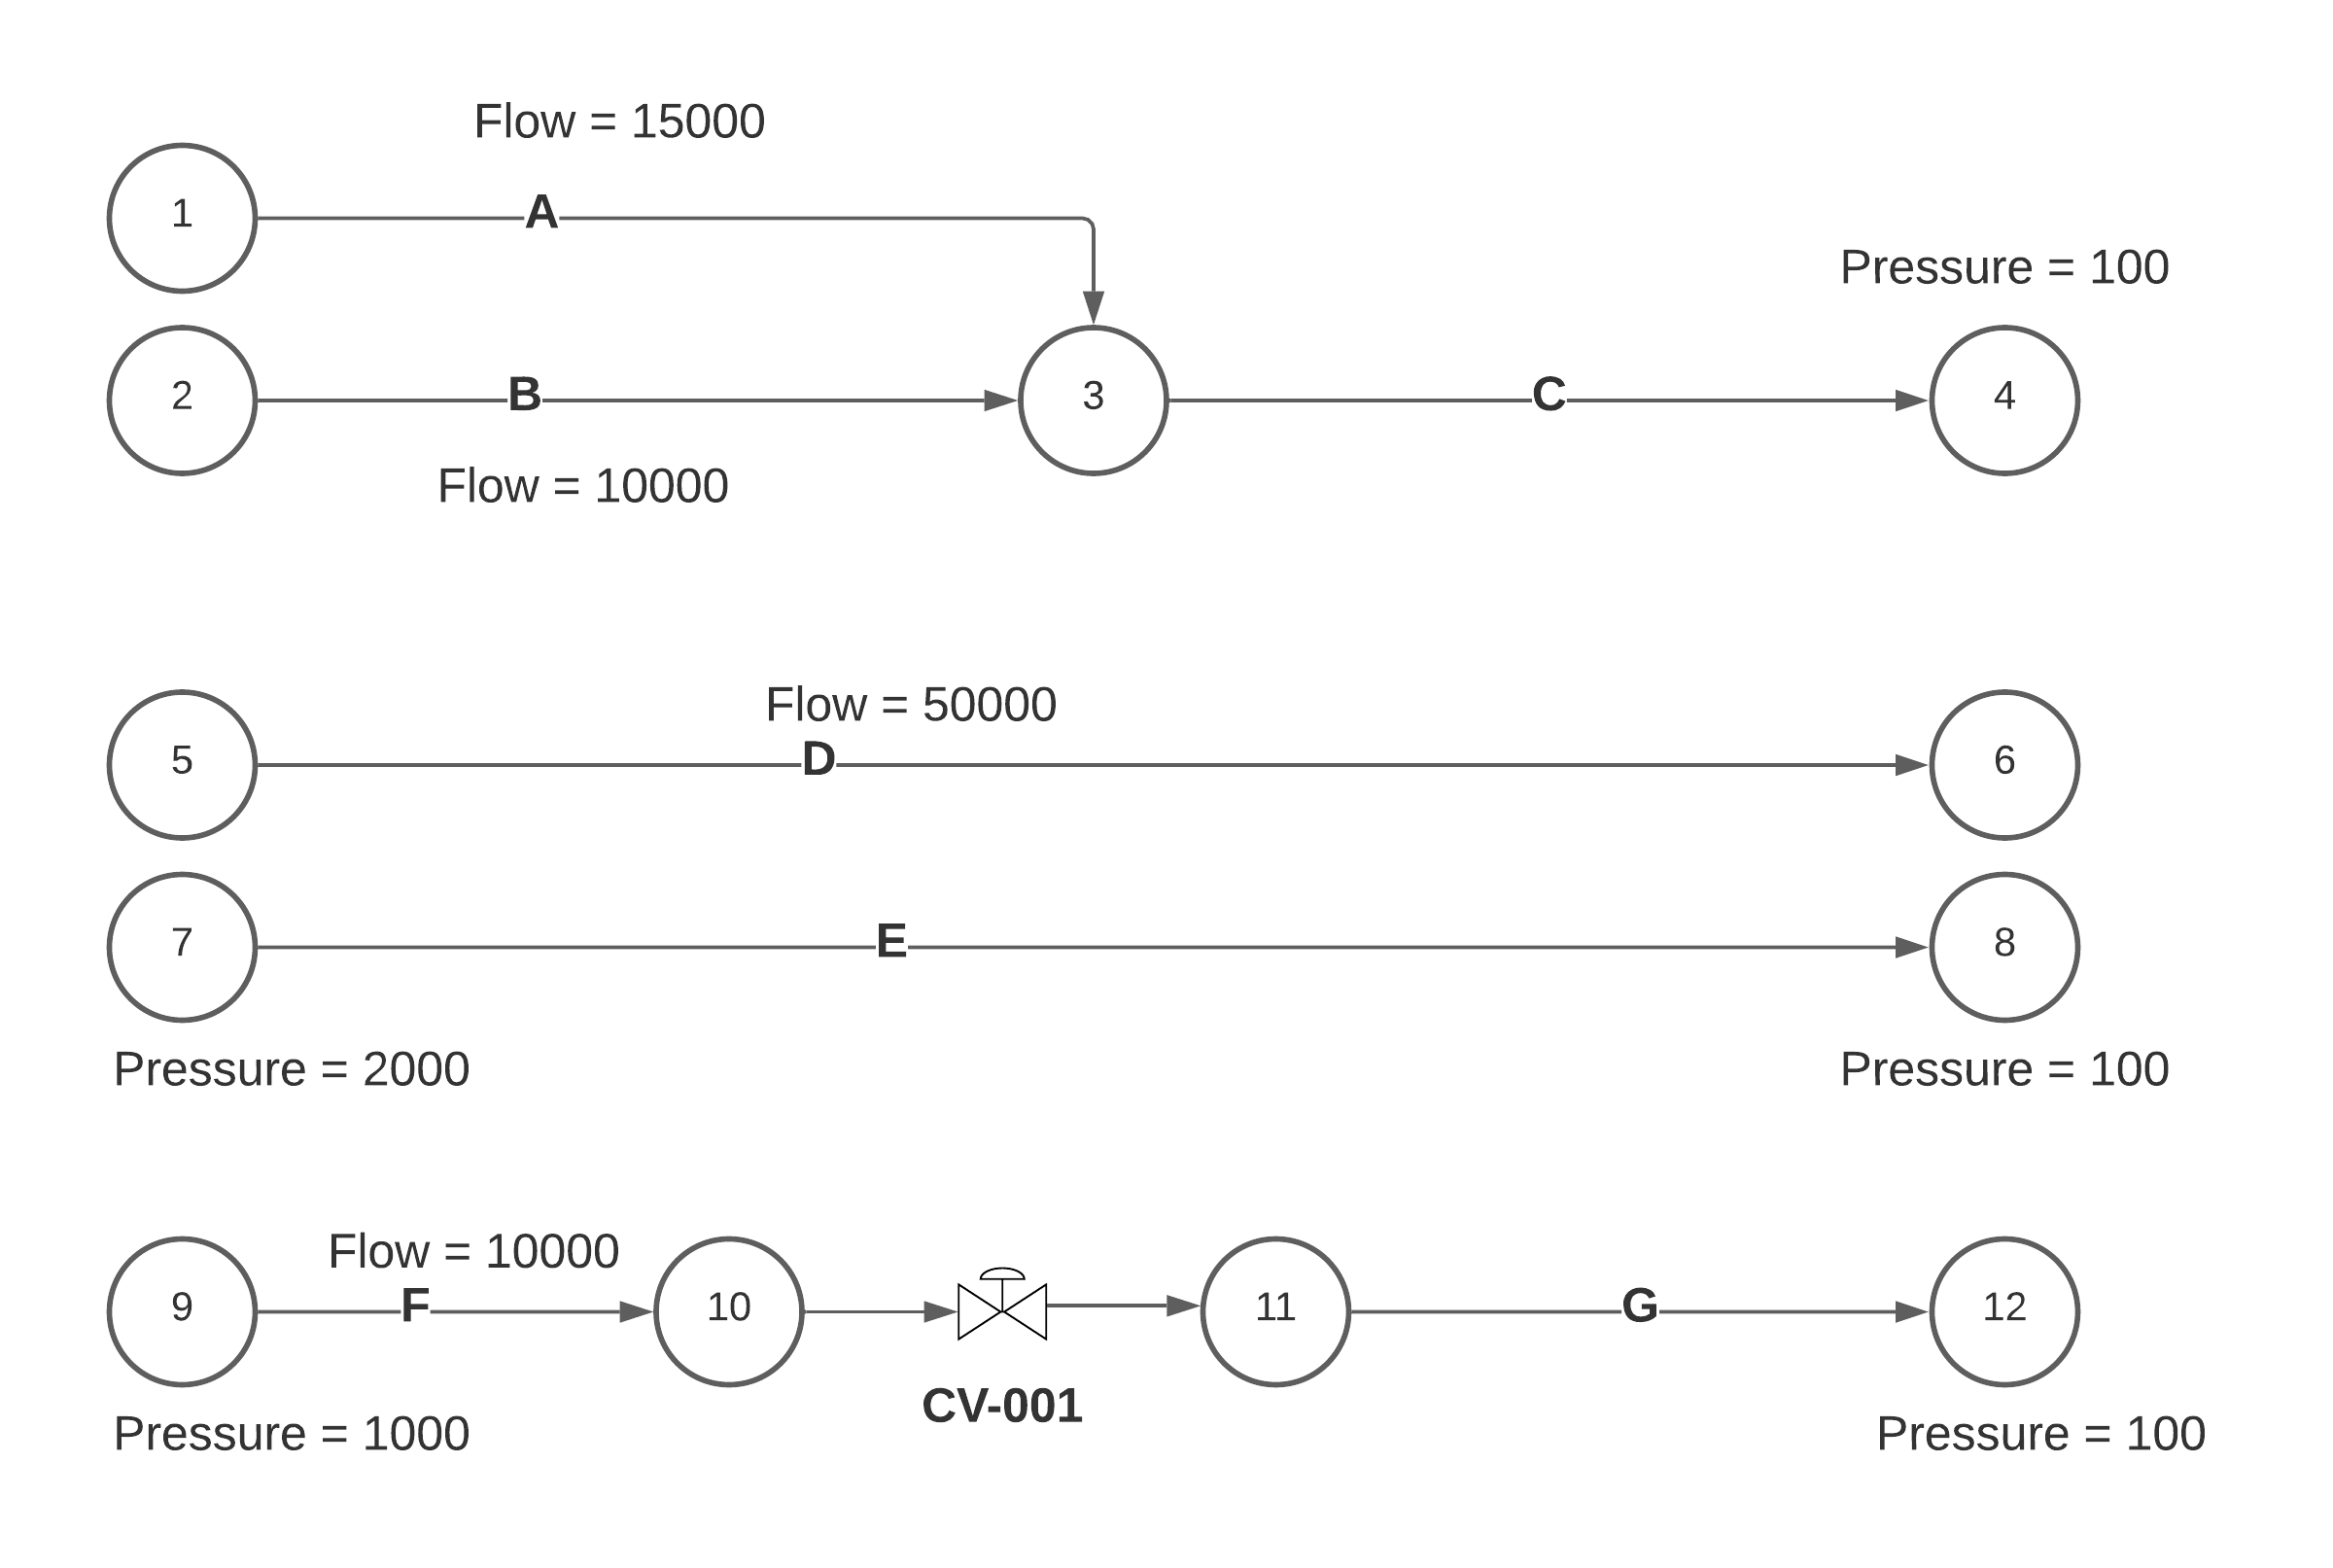 Flow = 15000
1
A
Pressure = 100
2
B
3
C
4
Flow = 10000
Flow = 50000
5
D
6
7
E
8
Pressure = 2000
Pressure = 100
Flow = 10000
9
F
10
11
G
12
CV-001
Pressure = 1000
Pressure = 100